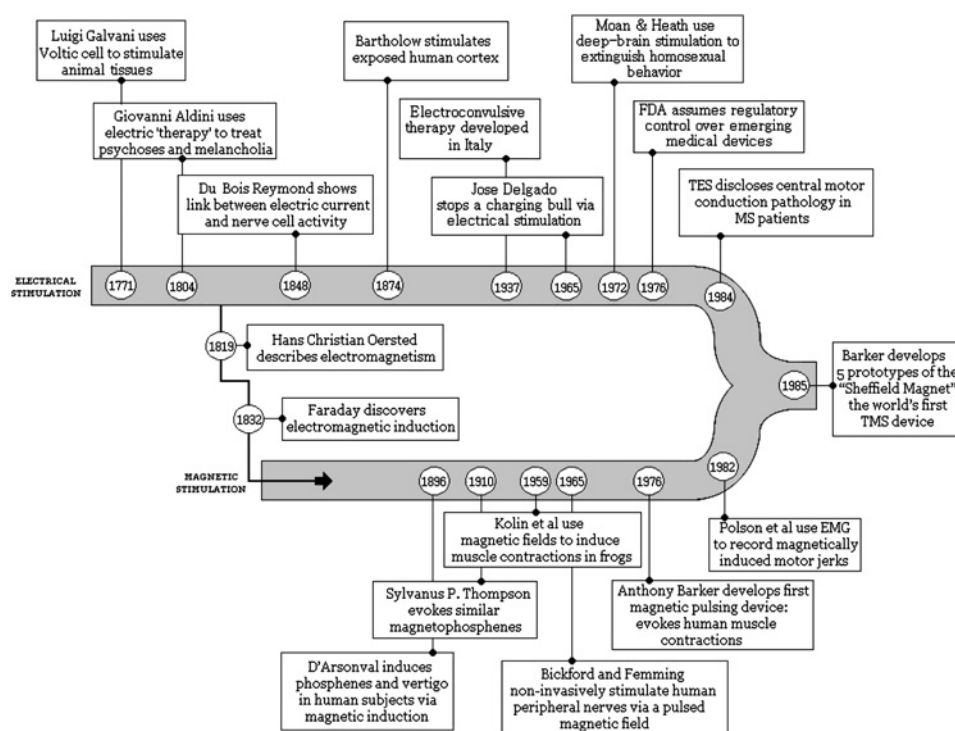 Luigi Galvani uses
Voltic cell to stimulate
animal tissues
Bartholow stimulates
exposed human cortex
Moan & Heath use
deep-brain stimulation to
extinguish homosexual
behavior
Giovanni Aldini uses
electric 'therapy' to treat
psychoses and melancholia
Electroconvulsive
therapy developed
in Italy
FDA assumes regulatory
control over emerging
medical devices
Du Bois Reymond shows
link between electric current
and nerve cell activity
Jose Delgado
stops a charging bull via
electrical stimulation
TES discloses central motor
conduction pathology in
MS patients
ELECTRICAL
STIMULATION
1771
1804
1848
1874
1937
1965
1972
1976
1984
1819
Hans Christian Oersted
describes electromagnetism
1832
Faraday discovers
electromagnetic induction
1985
Barker develops
5 prototypes of the
“Sheffield Magnet”
the world's first
TMS device
MAGNETIC
STIMULATION
1896
1910
1959
1965
1976
1982
Kolin et al use
magnetic fields to induce
muscle contractions in frogs
Polson et al use EMG
to record magnetically
induced motor jerks
Sylvanus P. Thompson
evokes similar
magnetophosphenes
Anthony Barker develops first
magnetic pulsing device:
evokes human muscle
contractions
D'Arsonval induces
phosphenes and vertigo
in human subjects via
magnetic induction
Bickford and Femming
non-invasively stimulate human
peripheral nerves via a pulsed
magnetic field